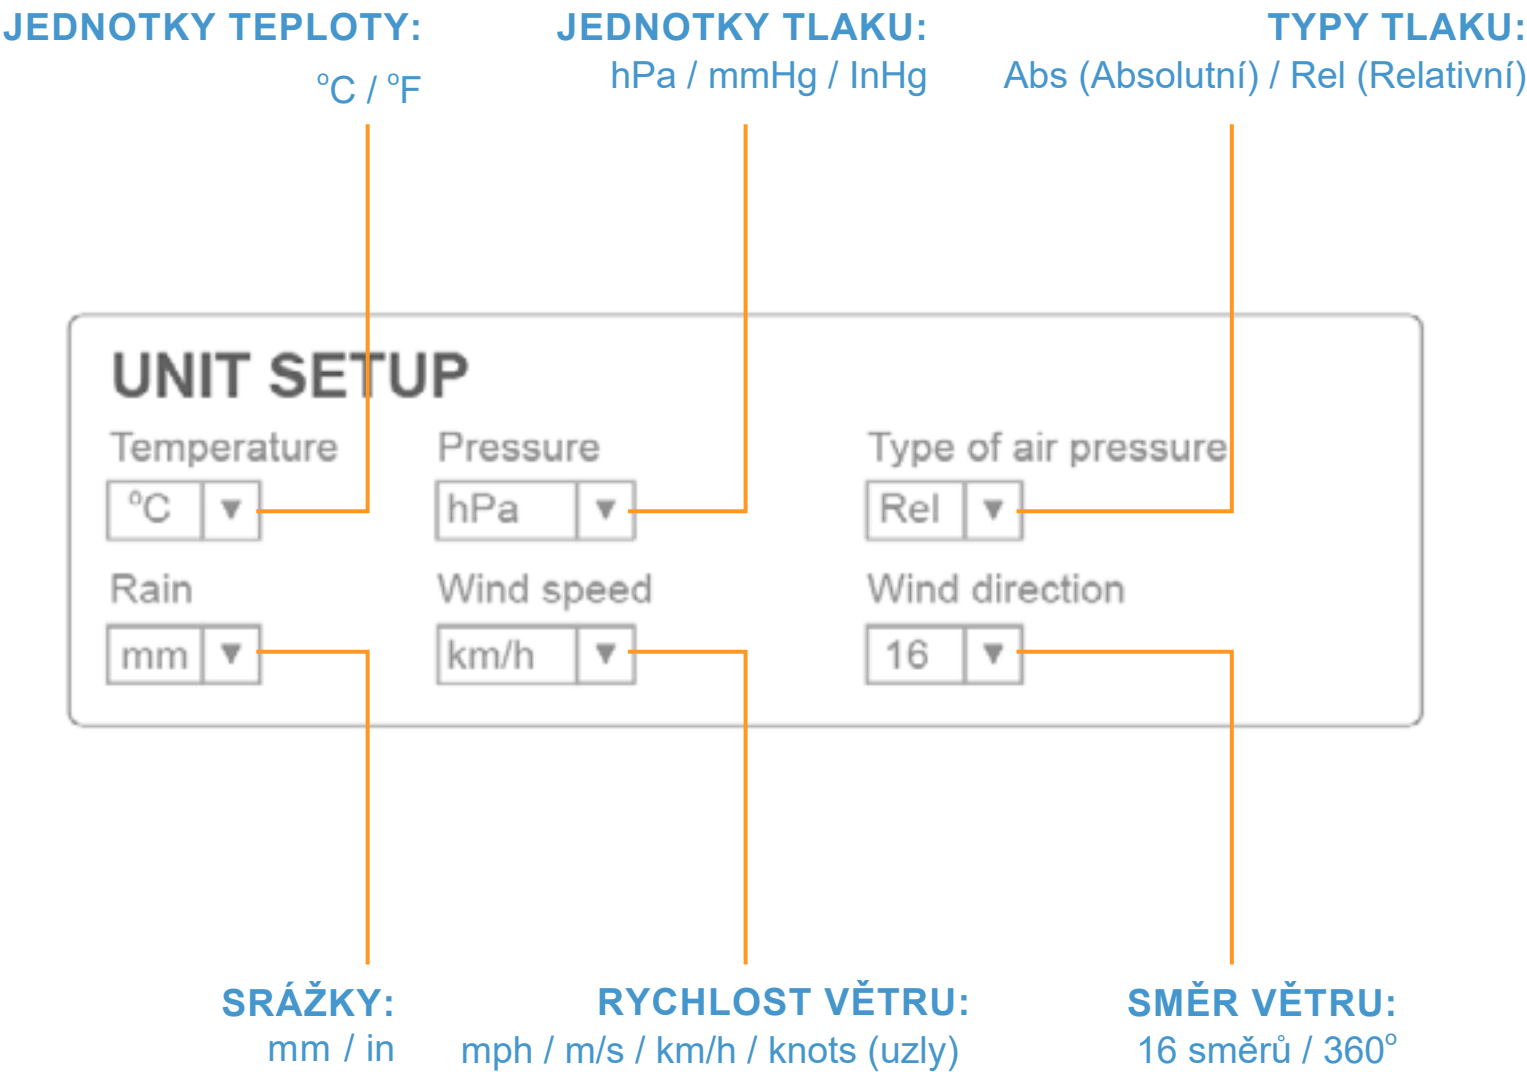 JEDNOTKY TEPLOTY:
°C / °F
JEDNOTKY TLAKU:
hPa / mmHg / InHg
TYPY TLAKU:
Abs (Absolutní) / Rel (Relativní)
UNIT SETUP
Temperature
Pressure
Type of air pressure
°C ▼
hPa ▼
Rel ▼
Rain
Wind speed
Wind direction
mm ▼
km/h ▼
16 ▼
SRÁŽKY:
mm / in
RYCHLOST VĚTRU:
mph / m/s / km/h / knots (uzly)
SMĚR VĚTRU:
16 směrů / 360°